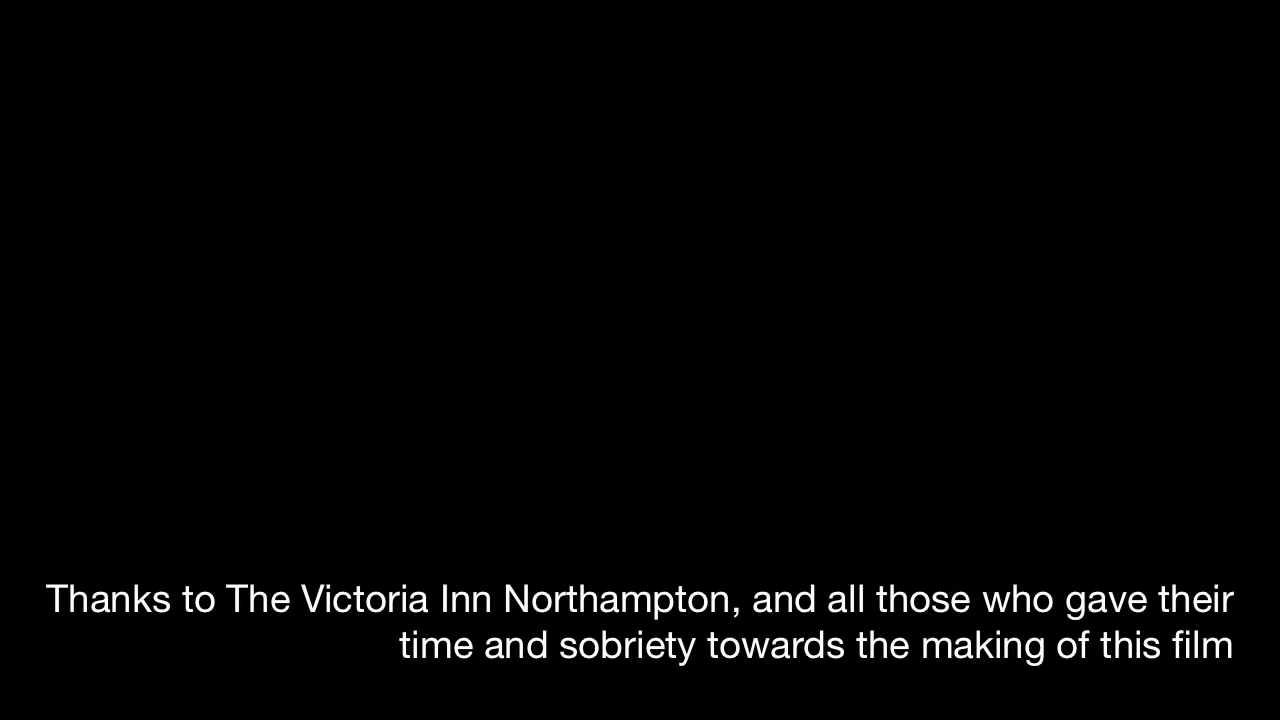 Thanks to The Victoria Inn Northampton, and all those who gave their
time and sobriety towards the making of this film